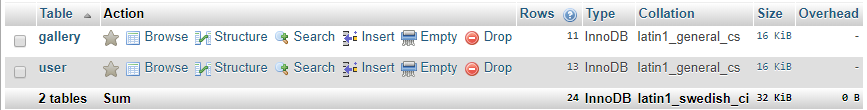 Table Action Rows Type Collation Size Overhead
gallery Browse Structure Search Insert Empty Drop 11 InnoDB latin1_general_cs 16 KiB -
user Browse Structure Search Insert Empty Drop 13 InnoDB latin1_general_cs 16 KiB -
2 tables Sum 24 InnoDB latin1_swedish_ci 32 KiB 0 B